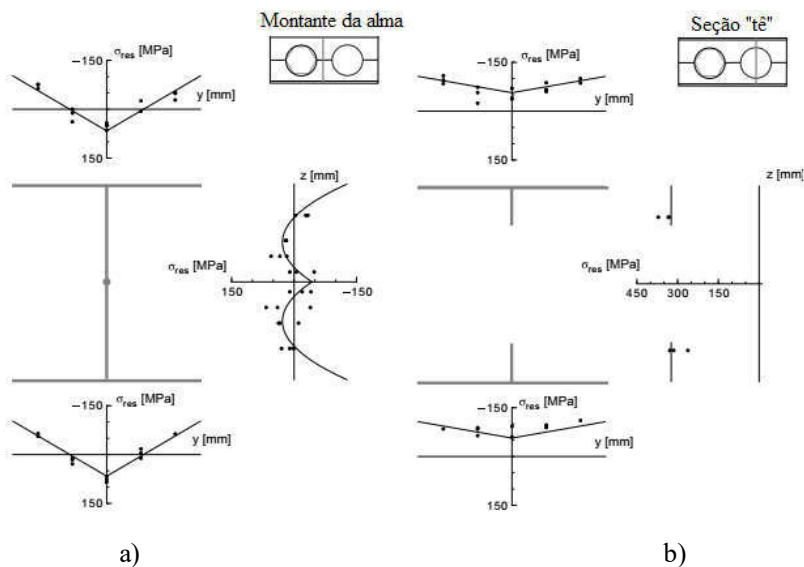 Montante da alma
σres [MPa]
-150
y [mm]
150
z [mm]
σres [MPa]
150
-150
σres [MPa]
-150
y [mm]
150
a)
Seção "tê"
σres [MPa]
-150
y [mm]
150
z [mm]
σres [MPa]
450 300 150
σres [MPa]
-150
y [mm]
150
b)